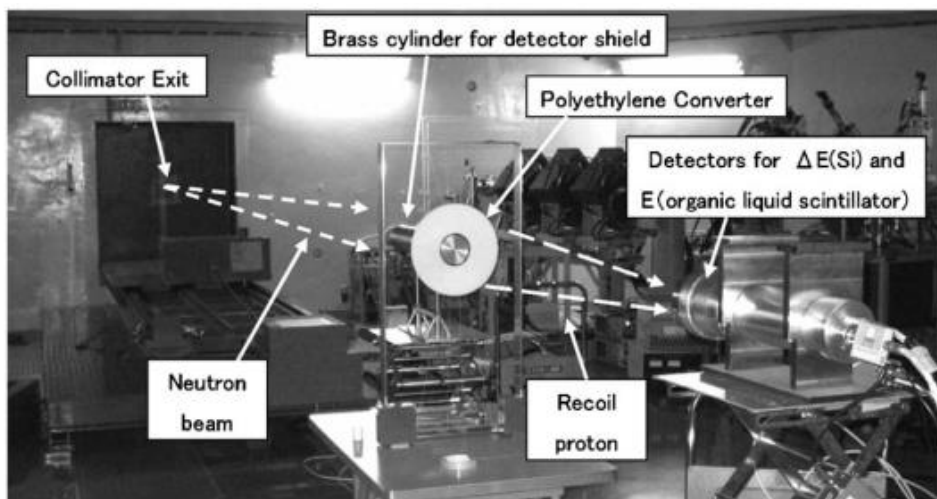 Brass cylinder for detector shield
Collimator Exit
Polyethylene Converter
Detectors for ΔE(Si) and
E(organic liquid scintillator)
Neutron
beam
Recoil
proton